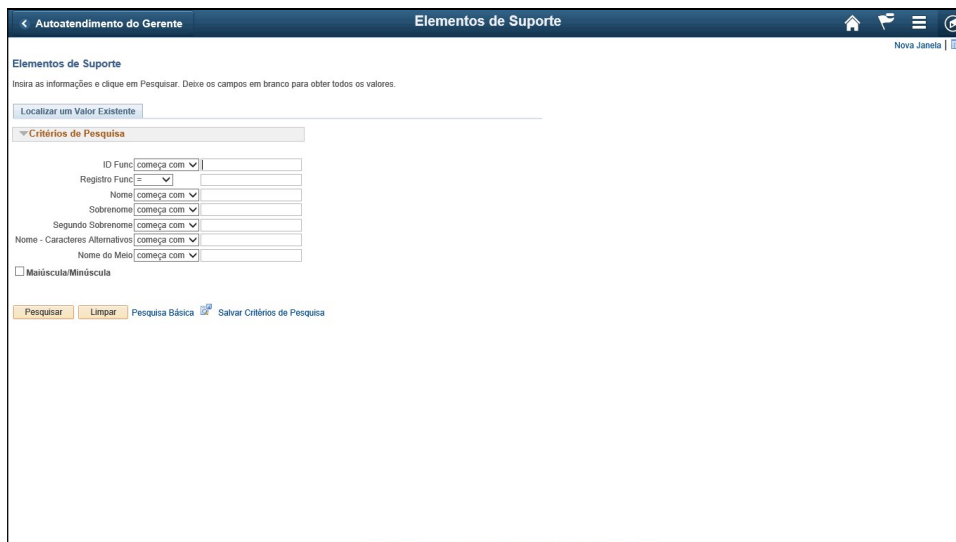 Autoatendimento do Gerente
Elementos de Suporte
Nova Janela |
Elementos de Suporte
Insira as informações e clique em Pesquisar. Deixe os campos em branco para obter todos os valores.
Localizar um Valor Existente
Critérios de Pesquisa
ID Func começa com
Registro Func =
Nome começa com
Sobrenome começa com
Segundo Sobrenome começa com
Nome - Caracteres Alternativos começa com
Nome do Meio começa com
Maiúscula/Minúscula
Pesquisar Limpar Pesquisa Básica Salvar Critérios de Pesquisa